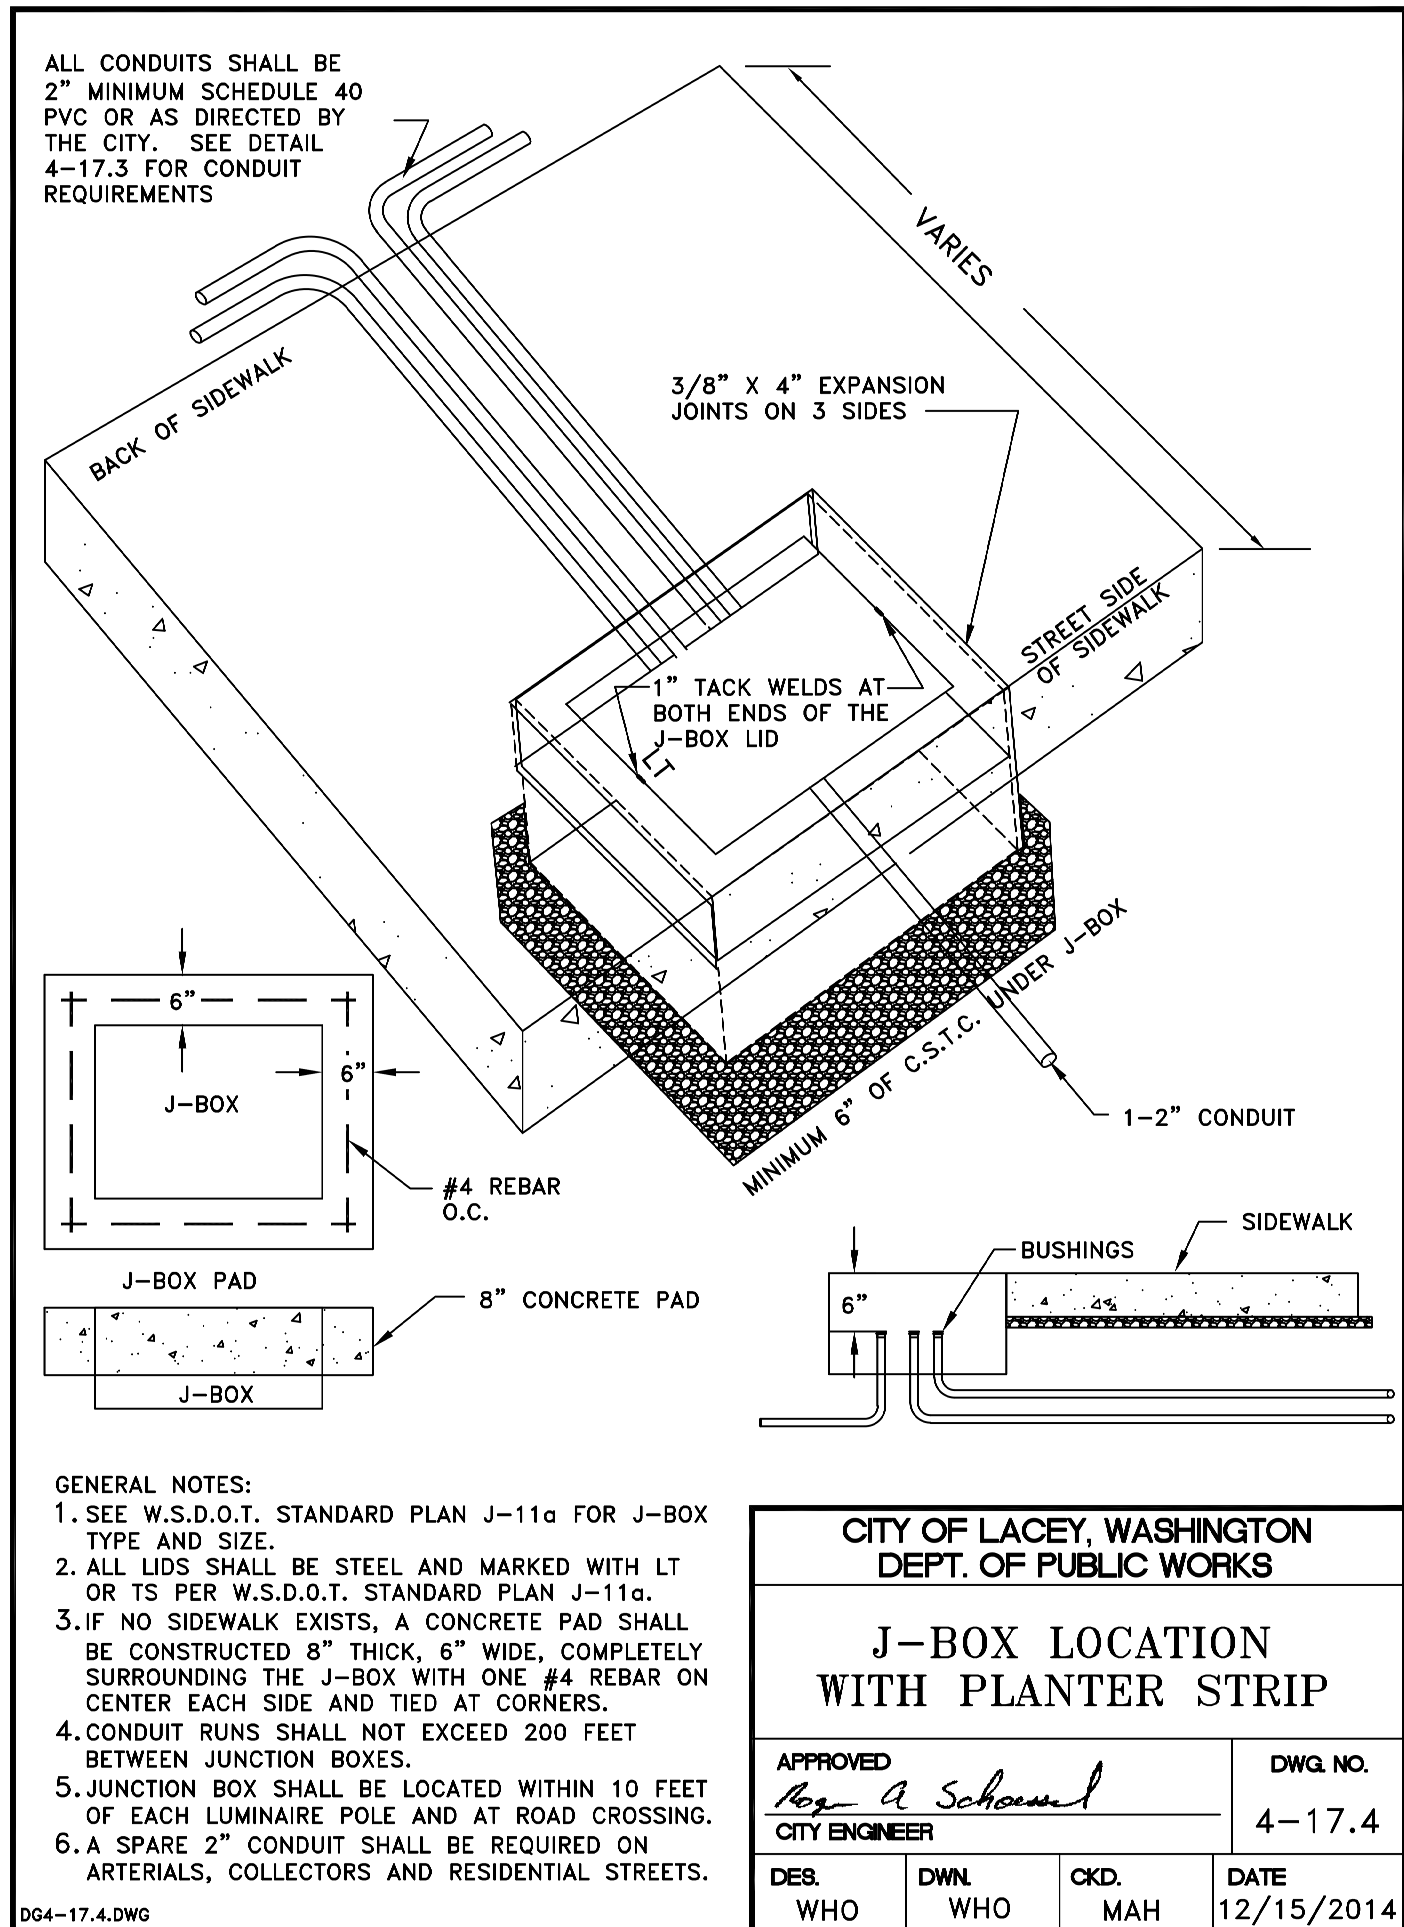 ALL CONDUITS SHALL BE
2” MINIMUM SCHEDULE 40
PVC OR AS DIRECTED BY
THE CITY.  SEE DETAIL
4–17.3 FOR CONDUIT
REQUIREMENTS
VARIES
BACK OF SIDEWALK
3/8” X 4” EXPANSION
JOINTS ON 3 SIDES
STREET SIDE
OF SIDEWALK
1” TACK WELDS AT
BOTH ENDS OF THE
J–BOX LID
LT
MINIMUM 6” OF C.S.T.C. UNDER J–BOX
1–2” CONDUIT
6”
6”
J–BOX
#4 REBAR
O.C.
J–BOX PAD
8” CONCRETE PAD
J–BOX
SIDEWALK
BUSHINGS
6”
GENERAL NOTES:
1. SEE W.S.D.O.T. STANDARD PLAN J–11a FOR J–BOX
TYPE AND SIZE.
2. ALL LIDS SHALL BE STEEL AND MARKED WITH LT
OR TS PER W.S.D.O.T. STANDARD PLAN J–11a.
3. IF NO SIDEWALK EXISTS, A CONCRETE PAD SHALL
BE CONSTRUCTED 8” THICK, 6” WIDE, COMPLETELY
SURROUNDING THE J–BOX WITH ONE #4 REBAR ON
CENTER EACH SIDE AND TIED AT CORNERS.
4. CONDUIT RUNS SHALL NOT EXCEED 200 FEET
BETWEEN JUNCTION BOXES.
5. JUNCTION BOX SHALL BE LOCATED WITHIN 10 FEET
OF EACH LUMINAIRE POLE AND AT ROAD CROSSING.
6. A SPARE 2” CONDUIT SHALL BE REQUIRED ON
ARTERIALS, COLLECTORS AND RESIDENTIAL STREETS.
DG4–17.4.DWG
CITY OF LACEY, WASHINGTON
DEPT. OF PUBLIC WORKS
J–BOX LOCATION
WITH PLANTER STRIP
APPROVED
CITY ENGINEER
DWG. NO.
4–17.4
DES.
WHO
DWN.
WHO
CKD.
MAH
DATE
12/15/2014